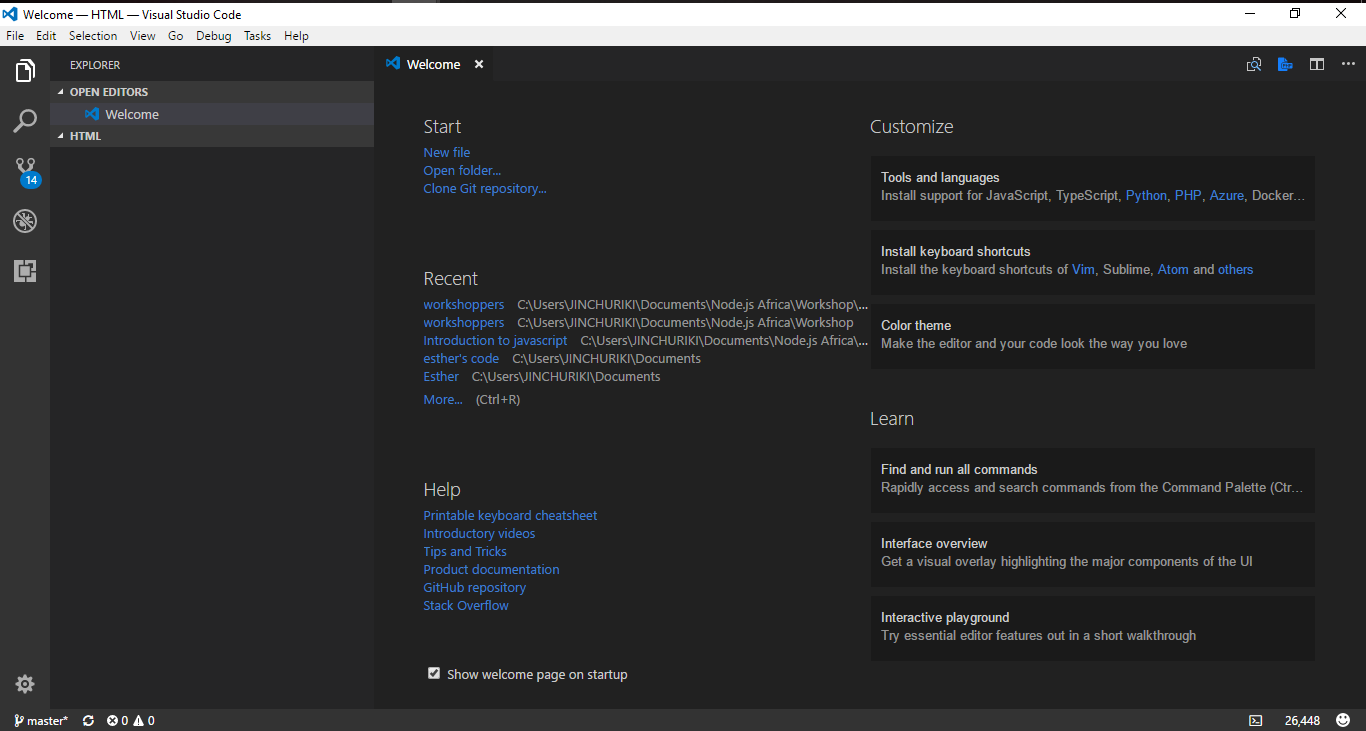 Welcome — HTML — Visual Studio Code
File Edit Selection View Go Debug Tasks Help
EXPLORER
OPEN EDITORS
Welcome
HTML
14
Welcome
Start
New file
Open folder...
Clone Git repository...
Recent
workshoppers C:\Users\JINCHURIKI\Documents\Node.js Africa\Workshop\...
workshoppers C:\Users\JINCHURIKI\Documents\Node.js Africa\Workshop
Introduction to javascript C:\Users\JINCHURIKI\Documents\Node.js Africa\...
esther's code C:\Users\JINCHURIKI\Documents
Esther C:\Users\JINCHURIKI\Documents
More... (Ctrl+R)
Help
Printable keyboard cheatsheet
Introductory videos
Tips and Tricks
Product documentation
GitHub repository
Stack Overflow
Show welcome page on startup
Customize
Tools and languages
Install support for JavaScript, TypeScript, Python, PHP, Azure, Docker...
Install keyboard shortcuts
Install the keyboard shortcuts of Vim, Sublime, Atom and others
Color theme
Make the editor and your code look the way you love
Learn
Find and run all commands
Rapidly access and search commands from the Command Palette (Ctr...
Interface overview
Get a visual overlay highlighting the major components of the UI
Interactive playground
Try essential editor features out in a short walkthrough
master* 0 0 26,448